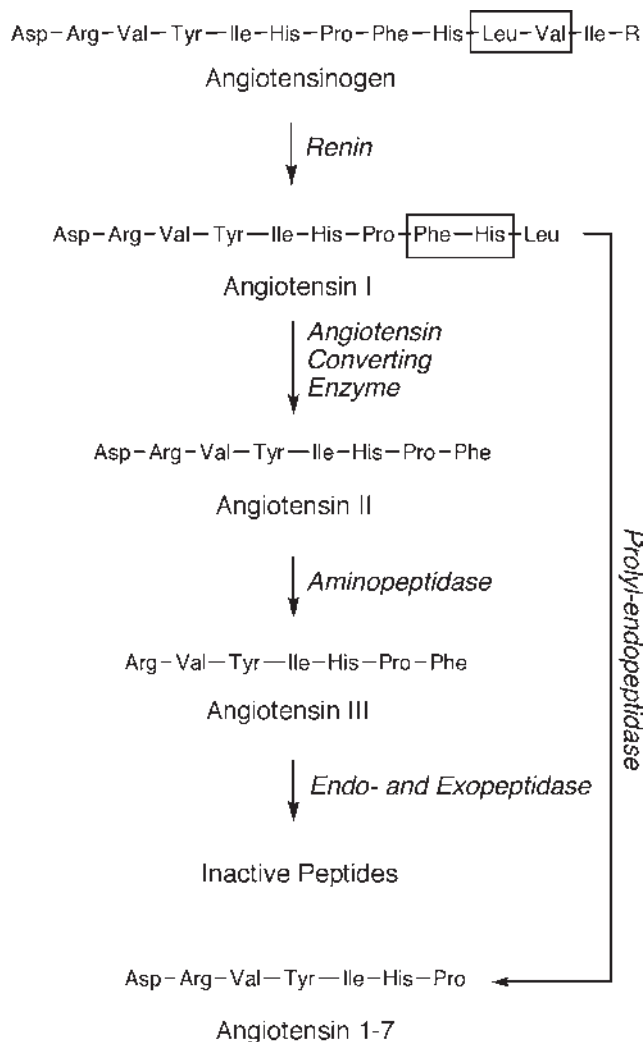 Asp–Arg–Val–Tyr–Ile–His–Pro–Phe–His–Leu–Val–Ile–R
Angiotensinogen
Renin
Asp–Arg–Val–Tyr–Ile–His–Pro–Phe–His–Leu
Angiotensin I
Angiotensin
Converting
Enzyme
Asp–Arg–Val–Tyr–Ile–His–Pro–Phe
Angiotensin II
Aminopeptidase
Arg–Val–Tyr–Ile–His–Pro–Phe
Angiotensin III
Endo- and Exopeptidase
Inactive Peptides
Prolyl-endopeptidase
Asp–Arg–Val–Tyr–Ile–His–Pro
Angiotensin 1-7